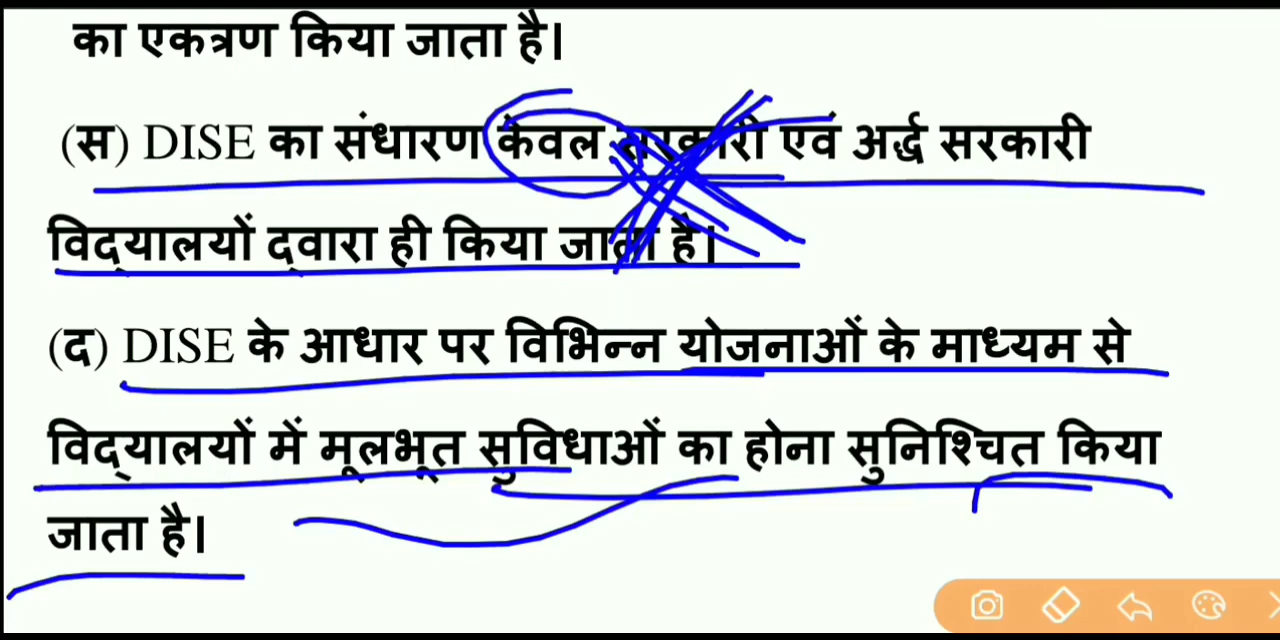 का एकत्रण किया जाता है।
(स) DISE का संधारण केवल सरकारी एवं अर्द्ध सरकारी
विद्यालयों द्वारा ही किया जाता है।
(द) DISE के आधार पर विभिन्न योजनाओं के माध्यम से
विद्यालयों में मूलभूत सुविधाओं का होना सुनिश्चित किया
जाता है।